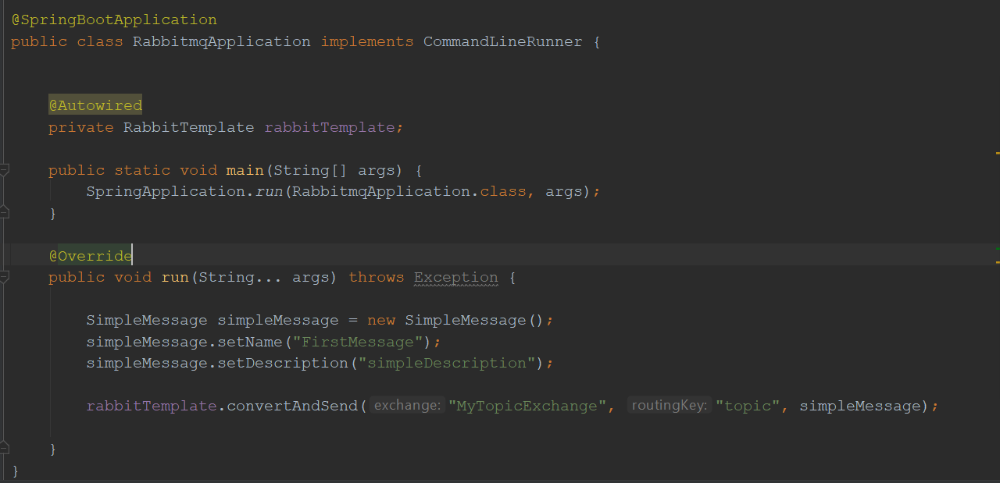 @SpringBootApplication
public class RabbitmqApplication implements CommandLineRunner {
@Autowired
private RabbitTemplate rabbitTemplate;
public static void main(String[] args) {
SpringApplication.run(RabbitmqApplication.class, args);
}
@Override
public void run(String... args) throws Exception {
SimpleMessage simpleMessage = new SimpleMessage();
simpleMessage.setName("FirstMessage");
simpleMessage.setDescription("simpleDescription");
rabbitTemplate.convertAndSend( exchange: "MyTopicExchange", routingKey: "topic", simpleMessage);
}
}